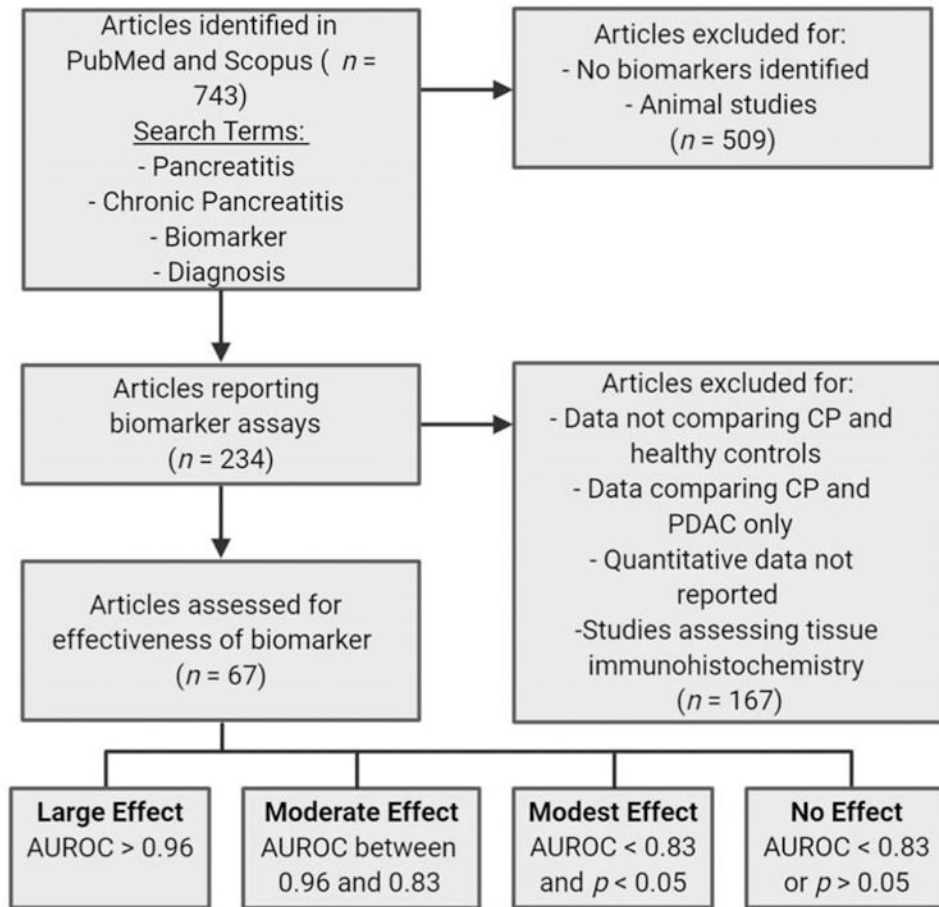 Articles identified in
PubMed and Scopus ( n =
743)
Search Terms:
- Pancreatitis
- Chronic Pancreatitis
- Biomarker
- Diagnosis
Articles excluded for:
- No biomarkers identified
- Animal studies
(n = 509)
Articles reporting
biomarker assays
(n = 234)
Articles excluded for:
- Data not comparing CP and
healthy controls
- Data comparing CP and
PDAC only
- Quantitative data not
reported
-Studies assessing tissue
immunohistochemistry
(n = 167)
Articles assessed for
effectiveness of biomarker
(n = 67)
Large Effect
AUROC > 0.96
Moderate Effect
AUROC between
0.96 and 0.83
Modest Effect
AUROC < 0.83
and p < 0.05
No Effect
AUROC < 0.83
or p > 0.05